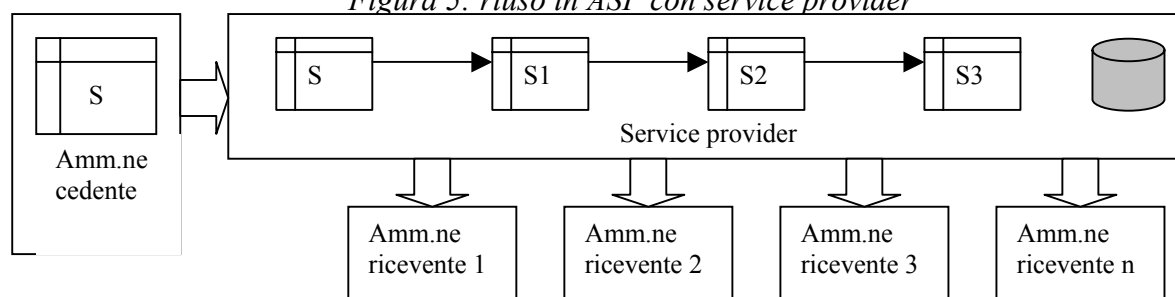 Figura 5: riuso in ASP con service provider
S
Amm.ne
cedente
S
S1
S2
S3
Service provider
Amm.ne
ricevente 1
Amm.ne
ricevente 2
Amm.ne
ricevente 3
Amm.ne
ricevente n